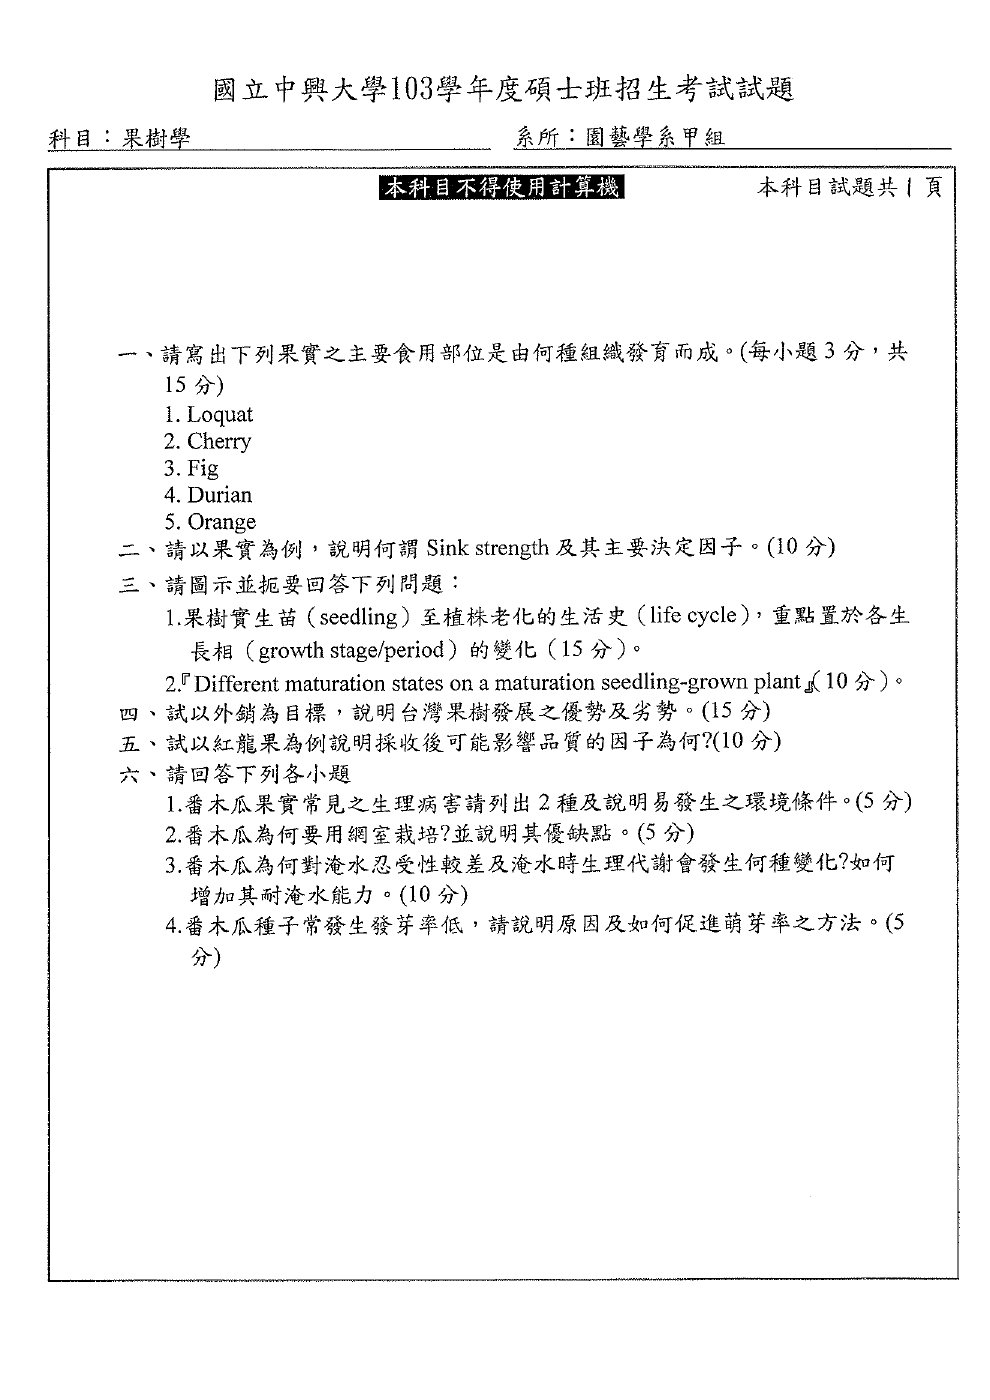 國立中興大學103學年度碩士班招生考試試題
科目：果樹學 系所：園藝學系甲組
本科目不得使用計算機 本科目試題共1頁
一、請寫出下列果實之主要食用部位是由何種組織發育而成。(每小題3分，共
15分)
1. Loquat
2. Cherry
3. Fig
4. Durian
5. Orange
二、請以果實為例，說明何謂 Sink strength 及其主要決定因子。(10分)
三、請圖示並扼要回答下列問題：
1.果樹實生苗（seedling）至植株老化的生活史（life cycle），重點置於各生
長相（growth stage/period）的變化（15分）。
2.『Different maturation states on a maturation seedling-grown plant』（10分）。
四、試以外銷為目標，說明台灣果樹發展之優勢及劣勢。(15分)
五、試以紅龍果為例說明採收後可能影響品質的因子為何?(10分)
六、請回答下列各小題
1.番木瓜果實常見之生理病害請列出2種及說明易發生之環境條件。(5分)
2.番木瓜為何要用網室栽培?並說明其優缺點。(5分)
3.番木瓜為何對淹水忍受性較差及淹水時生理代謝會發生何種變化?如何
增加其耐淹水能力。(10分)
4.番木瓜種子常發生發芽率低，請說明原因及如何促進萌芽率之方法。(5
分)